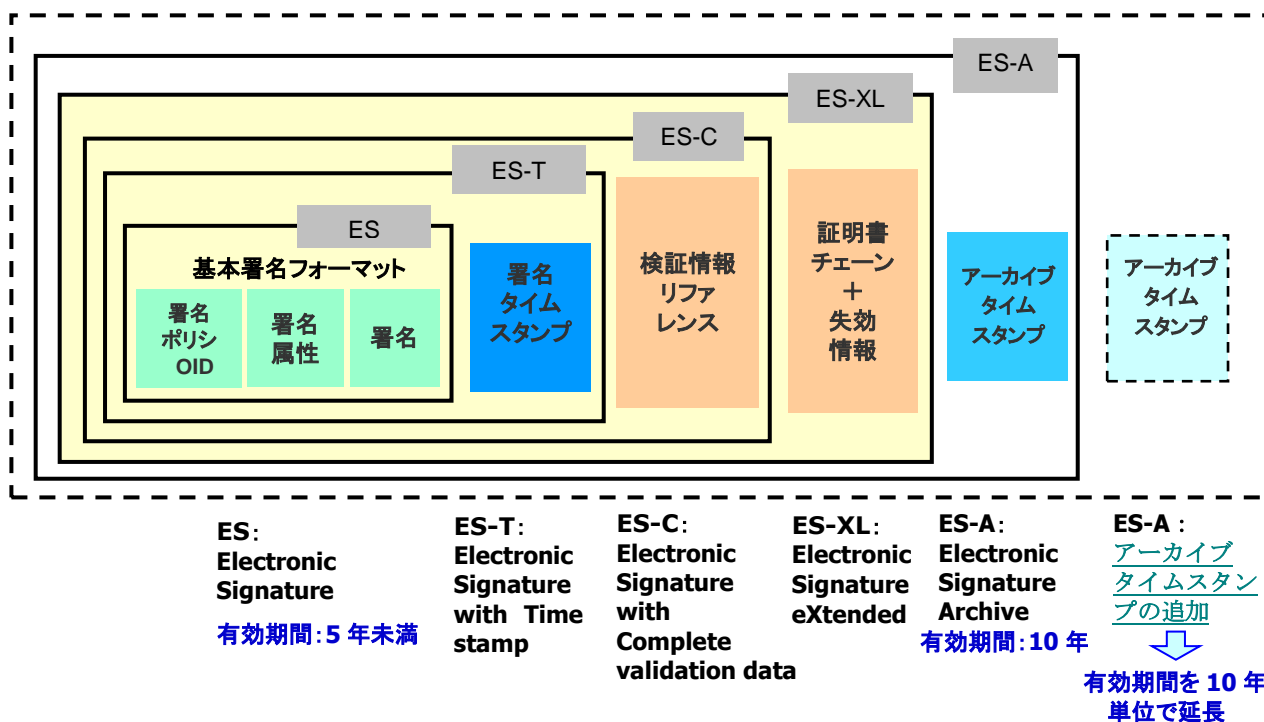 ES-A
ES-XL
ES-C
ES-T
ES
基本署名フォーマット
署名
ポリシ
OID
署名
属性
署名
署名
タイム
スタンプ
検証情報
リファ
レンス
証明書
チェーン
＋
失効
情報
アーカイブ
タイム
スタンプ
アーカイブ
タイム
スタンプ
ES：
Electronic
Signature
有効期間：5 年未満
ES-T：
Electronic
Signature
with Time
stamp
ES-C：
Electronic
Signature
with
Complete
validation data
ES-XL：
Electronic
Signature
eXtended
ES-A：
Electronic
Signature
Archive
有効期間：10 年
ES-A：
アーカイブ
タイムスタン
プの追加
有効期間を 10 年
単位で延長